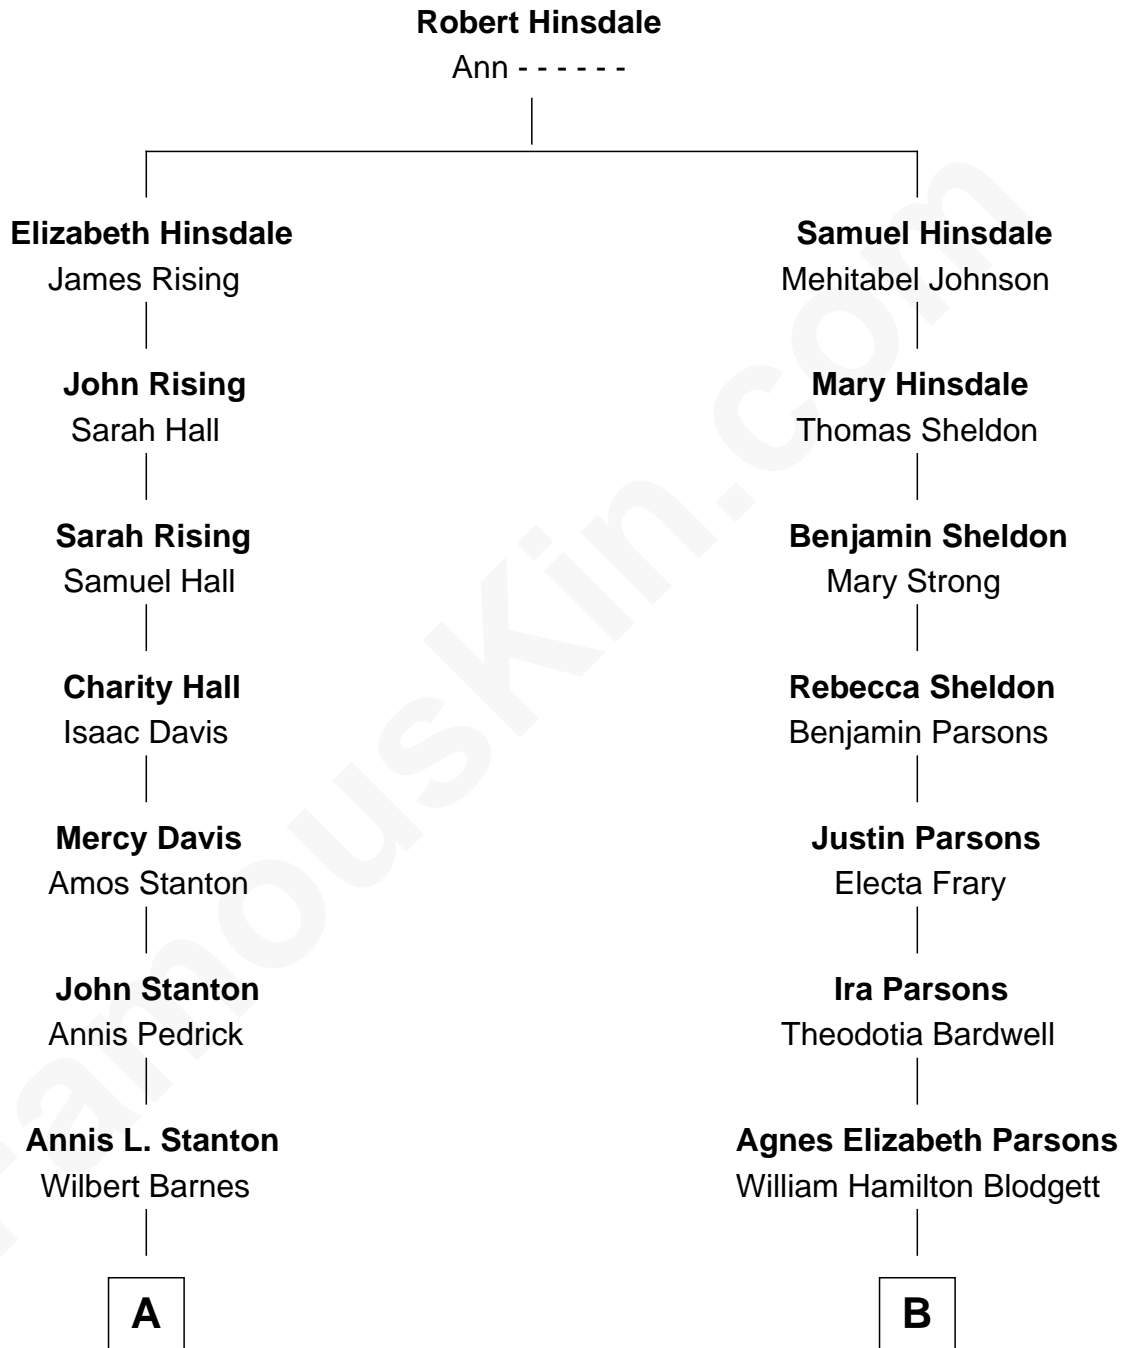 Robert Hinsdale
Ann - - - - - -
Elizabeth Hinsdale
James Rising
John Rising
Sarah Hall
Sarah Rising
Samuel Hall
Charity Hall
Isaac Davis
Mercy Davis
Amos Stanton
John Stanton
Annis Pedrick
Annis L. Stanton
Wilbert Barnes
A
Samuel Hinsdale
Mehitabel Johnson
Mary Hinsdale
Thomas Sheldon
Benjamin Sheldon
Mary Strong
Rebecca Sheldon
Benjamin Parsons
Justin Parsons
Electa Frary
Ira Parsons
Theodotia Bardwell
Agnes Elizabeth Parsons
William Hamilton Blodgett
B
FamousKin.com